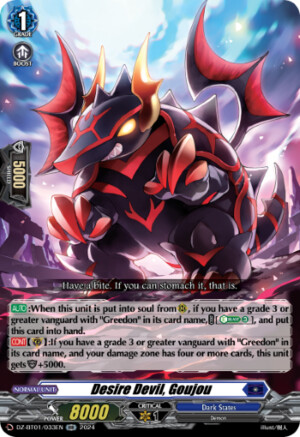 1
GRADE
BOOST
5000
SHIELD
Have a bite. If you can stomach it, that is.
AUTO:When this unit is put into soul from, if you have a grade 3 or
greater vanguard with "Greedon" in its card name,[], and put
this card into hand.
CONT[]:If you have a grade 3 or greater vanguard with "Greedon" in
its card name, and your damage zone has four or more cards, this unit
gets+5000.
NORMAL UNIT
Desire Devil, Goujou
DZ-BT01/033EN RR 2024
POWER 8000
CRITICAL
1
Dark States
Demon